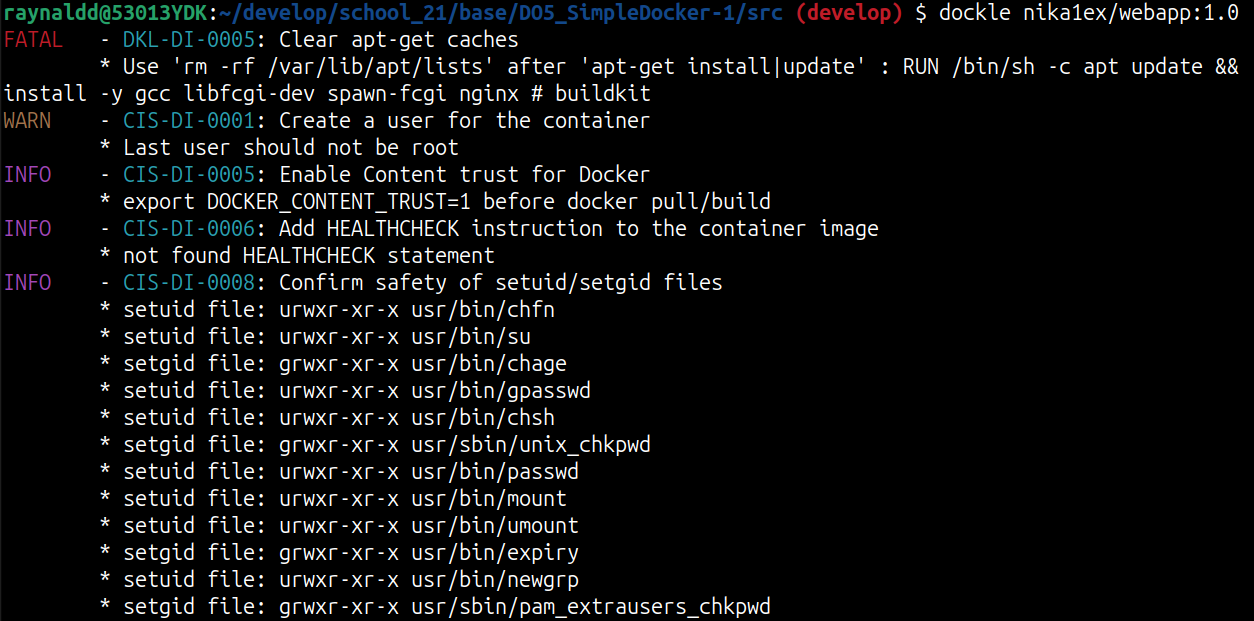 raynaldd@53013YDK:~/develop/school_21/base/DO5_SimpleDocker-1/src (develop) $ dockle nika1ex/webapp:1.0
FATAL   - DKL-DI-0005: Clear apt-get caches
        * Use 'rm -rf /var/lib/apt/lists' after 'apt-get install|update' : RUN /bin/sh -c apt update &&
install -y gcc libfcgi-dev spawn-fcgi nginx # buildkit
WARN    - CIS-DI-0001: Create a user for the container
        * Last user should not be root
INFO    - CIS-DI-0005: Enable Content trust for Docker
        * export DOCKER_CONTENT_TRUST=1 before docker pull/build
INFO    - CIS-DI-0006: Add HEALTHCHECK instruction to the container image
        * not found HEALTHCHECK statement
INFO    - CIS-DI-0008: Confirm safety of setuid/setgid files
        * setuid file: urwxr-xr-x usr/bin/chfn
        * setuid file: urwxr-xr-x usr/bin/su
        * setgid file: grwxr-xr-x usr/bin/chage
        * setuid file: urwxr-xr-x usr/bin/gpasswd
        * setuid file: urwxr-xr-x usr/bin/chsh
        * setgid file: grwxr-xr-x usr/sbin/unix_chkpwd
        * setuid file: urwxr-xr-x usr/bin/passwd
        * setuid file: urwxr-xr-x usr/bin/mount
        * setuid file: urwxr-xr-x usr/bin/umount
        * setgid file: grwxr-xr-x usr/bin/expiry
        * setuid file: urwxr-xr-x usr/bin/newgrp
        * setgid file: grwxr-xr-x usr/sbin/pam_extrausers_chkpwd